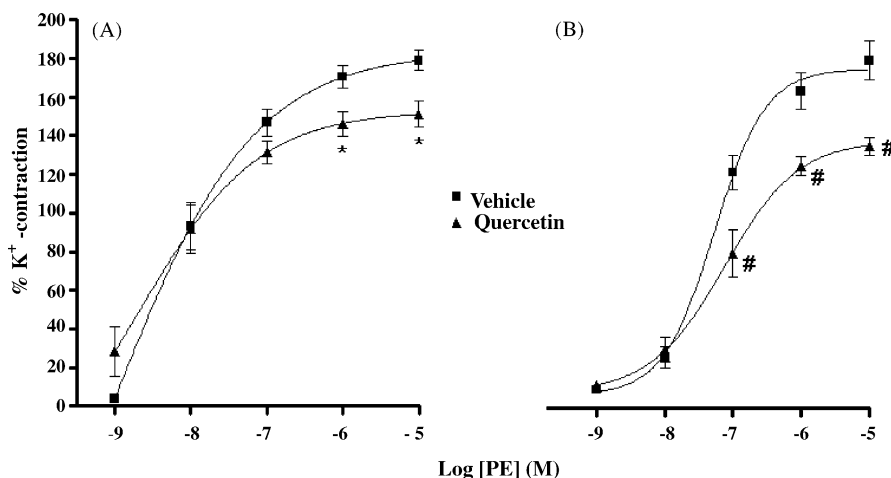 (A)
(B)
200
180
160
140
120
100
80
60
40
20
0
% K+ -contraction
*
*
#
#
#
Vehicle
Quercetin
-9 -8 -7 -6 - 5
-9 -8 -7 -6 -5
Log [PE] (M)